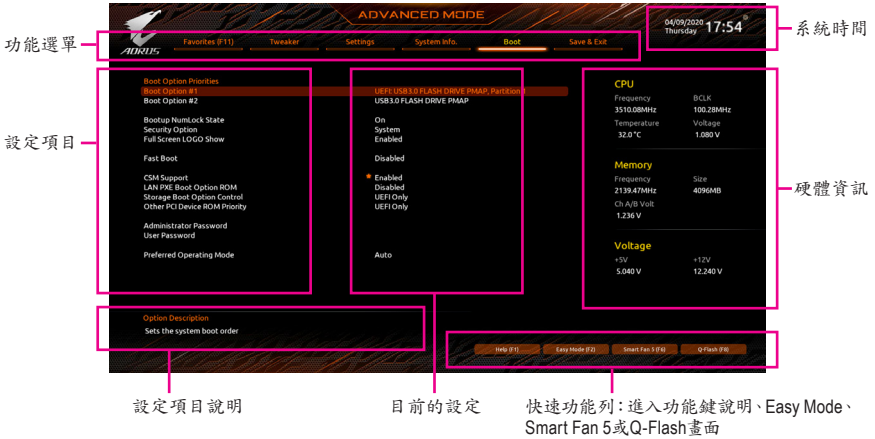 ADVANCED MODE
04/09/2020
Thursday
17:54
系統時間
功能選單
AORUS
Favorites (F11) Tweaker Settings System Info. Boot Save & Exit
設定項目
Boot Option Priorities
Boot Option #1 UEFI: USB3.0 FLASH DRIVE PMAP, Partition 1
Boot Option #2 USB3.0 FLASH DRIVE PMAP
Bootup NumLock State On
Security Option System
Full Screen LOGO Show Enabled
Fast Boot Disabled
CSM Support Enabled
LAN PXE Boot Option ROM Disabled
Storage Boot Option Control UEFI Only
Other PCI Device ROM Priority UEFI Only
Administrator Password
User Password
Preferred Operating Mode Auto
CPU
Frequency BCLK
3510.08MHz 100.28MHz
Temperature Voltage
32.0 °C 1.080 V
Memory
Frequency Size
2139.47MHz 4096MB
Ch A/B Volt
1.236 V
Voltage
+5V +12V
5.040 V 12.240 V
硬體資訊
Option Description
Sets the system boot order
Help (F1) Easy Mode (F2) Smart Fan 5 (F6) Q-Flash (F8)
設定項目說明
目前的設定
快速功能列：進入功能鍵說明、Easy Mode、
Smart Fan 5或Q-Flash畫面